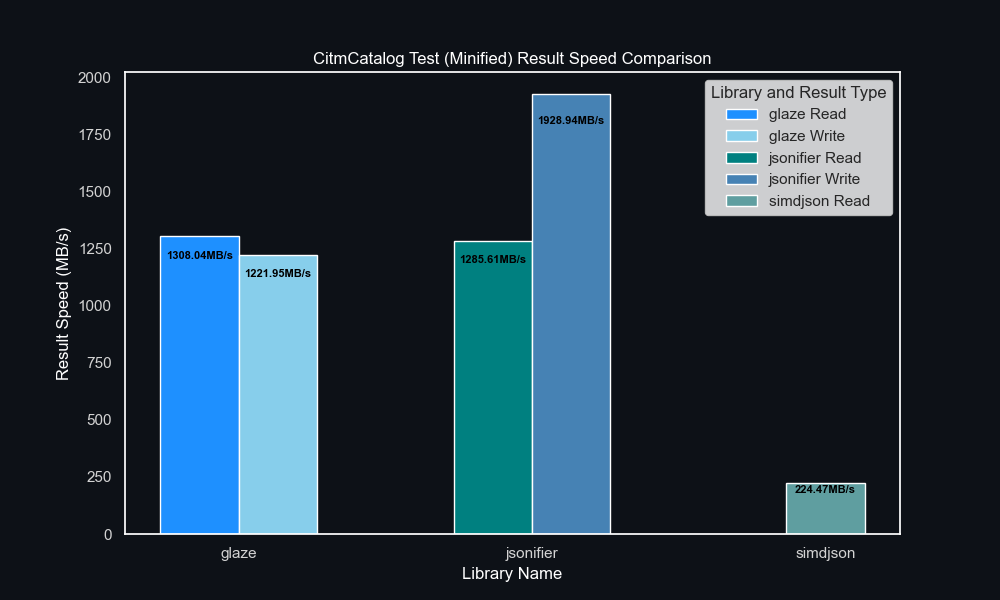 CitmCatalog Test (Minified) Result Speed Comparison
Library and Result Type
glaze Read
glaze Write
jsonifier Read
jsonifier Write
simdjson Read
Result Speed (MB/s)
2000
1750
1500
1250
1000
750
500
250
0
1308.04MB/s
1221.95MB/s
1285.61MB/s
1928.94MB/s
224.47MB/s
glaze
jsonifier
simdjson
Library Name